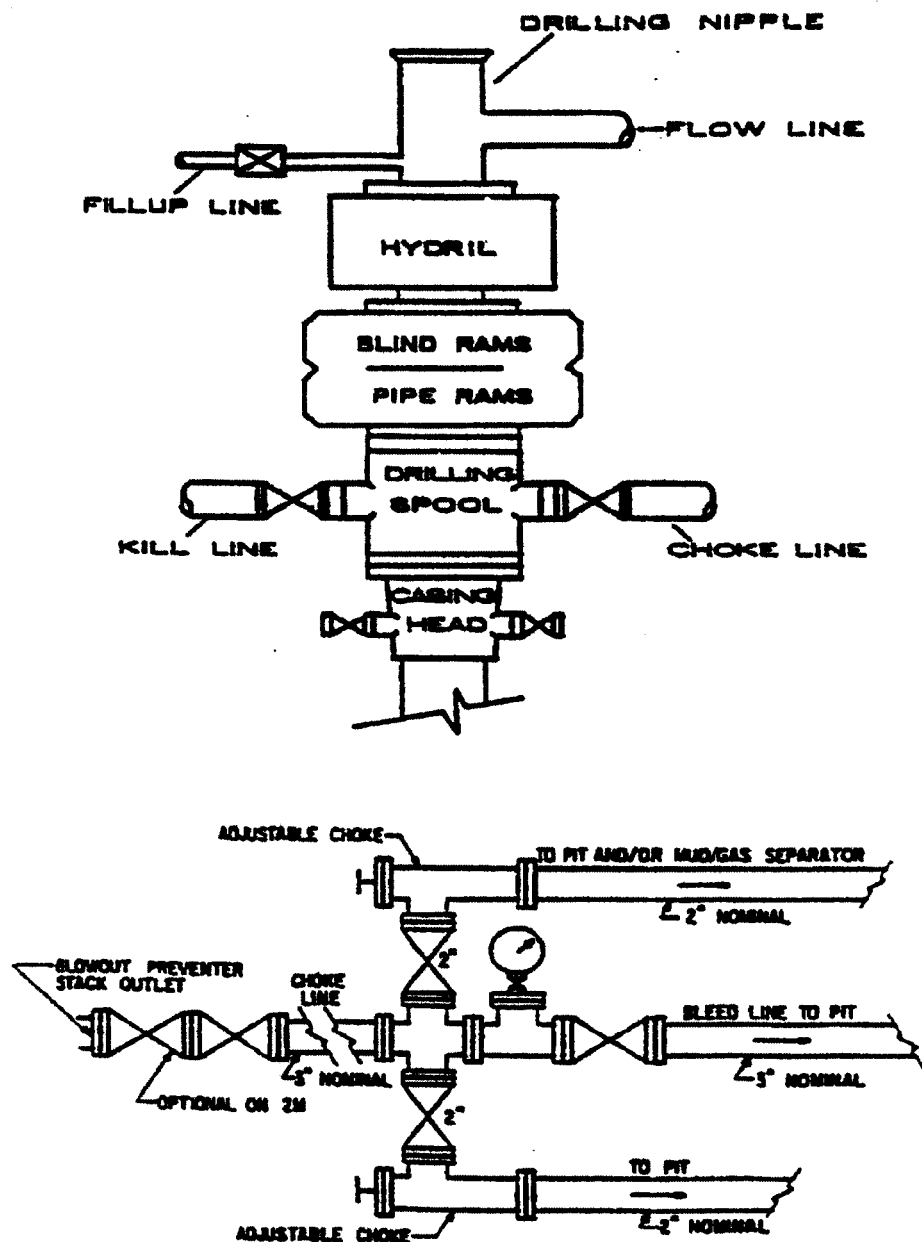 DRILLING NIPPLE
FLOW LINE
FILLUP LINE
HYDRIL
BLIND RAMS
PIPE RAMS
DRILLING
SPOOL
KILL LINE
CHOKE LINE
CASING
HEAD
ADJUSTABLE CHOKE
TO PIT AND/OR MUD/GAS SEPARATOR
2" NOMINAL
2"
BLOWOUT PREVENTER
STACK OUTLET
CHOKE
LINE
BLEED LINE TO PIT
3" NOMINAL
3" NOMINAL
OPTIONAL ON 2M
2"
TO PIT
ADJUSTABLE CHOKE
2" NOMINAL